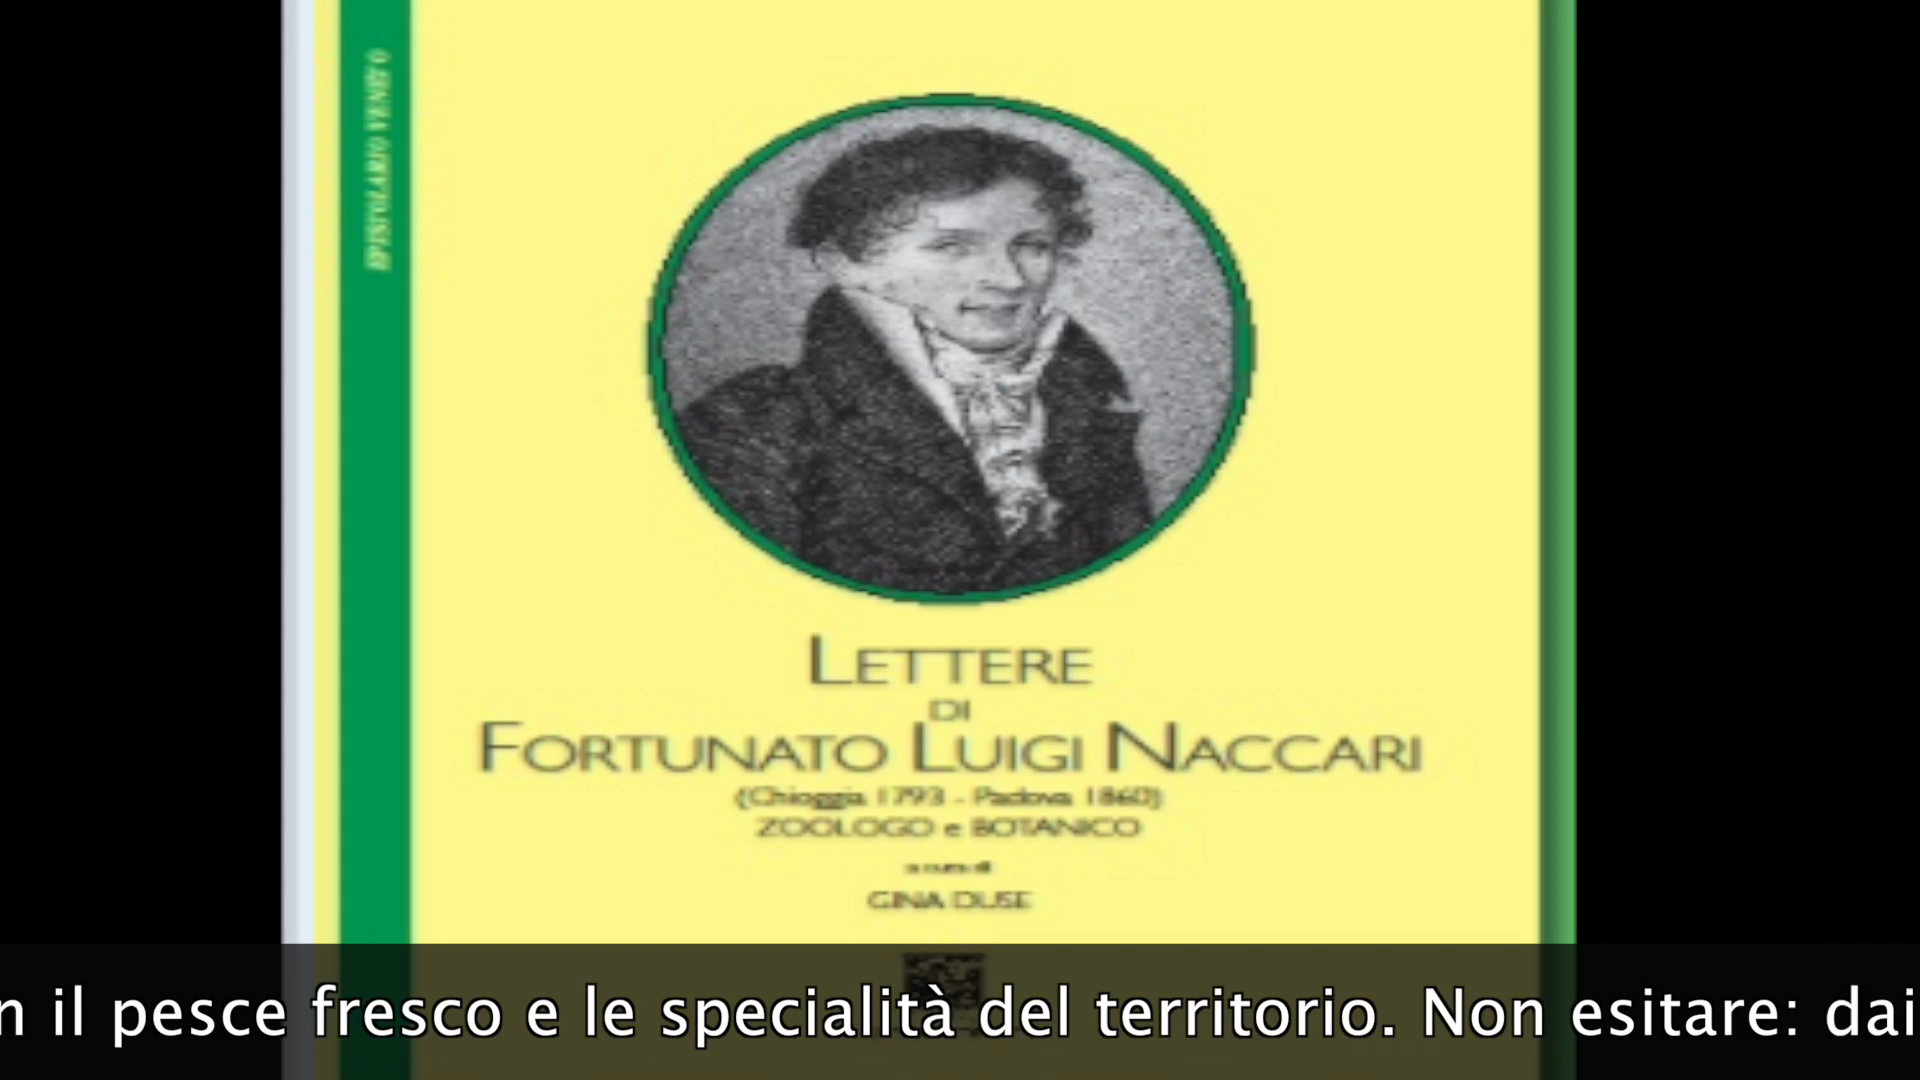 EPISTOLARIO VENETO
LETTERE
DI
FORTUNATO LUIGI NACCARI
(Chioggia 1793 - Padova 1860)
ZOOLOGO e BOTANICO
a cura di
GINA DUSE
n il pesce fresco e le specialità del territorio. Non esitare: dai